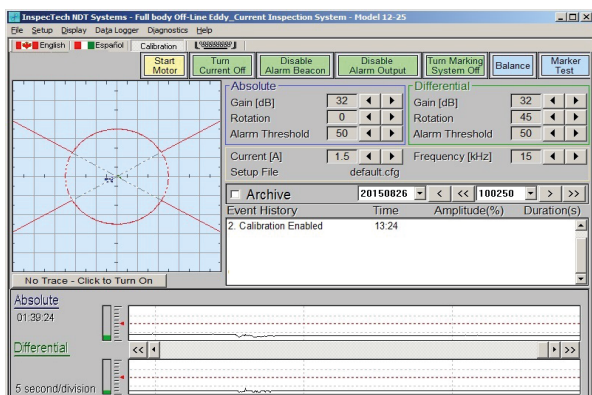 InspecTech NDT Systems - Full body Off-Line Eddy_Current Inspection System - Model 12-25
File Setup Display Data Logger Diagnostics Help
English Español Calibration
Start Motor
Turn Current Off
Disable Alarm Beacon
Disable Alarm Output
Turn Marking System Off
Balance
Marker Test
Absolute
Gain [dB] 32
Rotation 0
Alarm Threshold 50
Differential
Gain [dB] 32
Rotation 45
Alarm Threshold 50
Current [A] 1.5
Frequency [kHz] 15
Setup File default.cfg
Archive 20150826 < << 100250 > >>
Event History Time Amplitude(%) Duration(s)
2. Calibration Enabled 13:24
No Trace - Click to Turn On
Absolute
01:39:24
Differential
<< >>
5 second/division